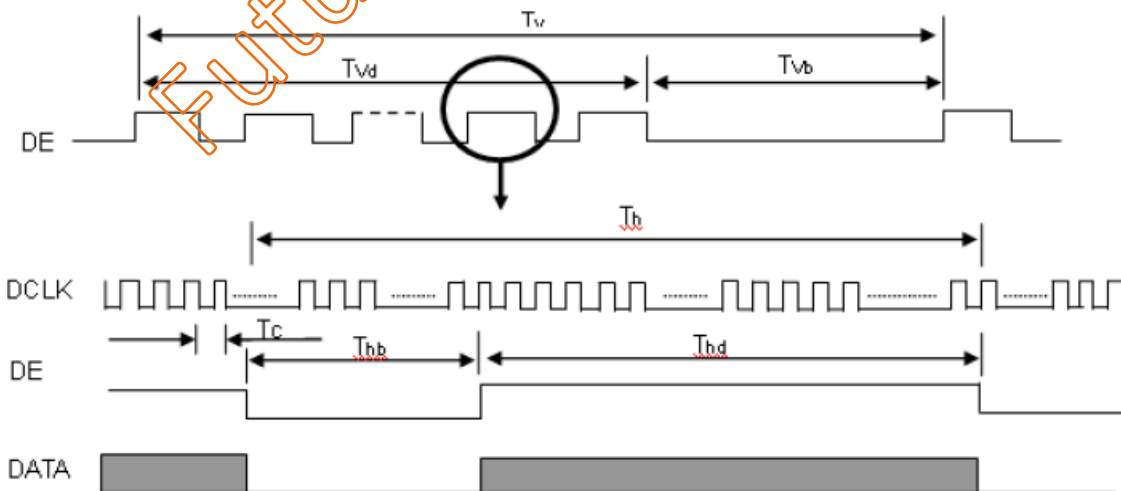 Tv
TVd
TVb
DE
Th
DCLK
Tc
Thb
Thd
DE
DATA